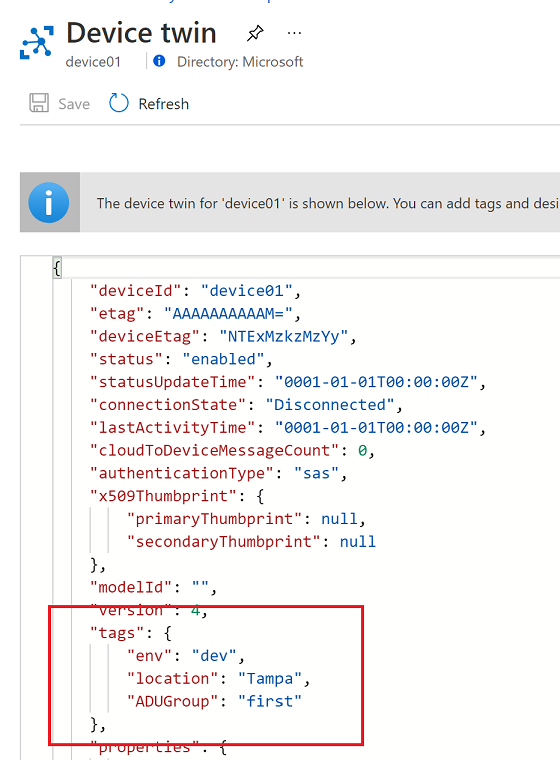 Device twin
device01 Directory: Microsoft
Save Refresh
The device twin for 'device01' is shown below. You can add tags and desi
{
"deviceId": "device01",
"etag": "AAAAAAAAAAM=",
"deviceEtag": "NTExMzkzMzYy",
"status": "enabled",
"statusUpdateTime": "0001-01-01T00:00:00Z",
"connectionState": "Disconnected",
"lastActivityTime": "0001-01-01T00:00:00Z",
"cloudToDeviceMessageCount": 0,
"authenticationType": "sas",
"x509Thumbprint": {
"primaryThumbprint": null,
"secondaryThumbprint": null
},
"modelId": "",
"version": 4,
"tags": {
"env": "dev",
"location": "Tampa",
"ADUGroup": "first"
},
"properties": {